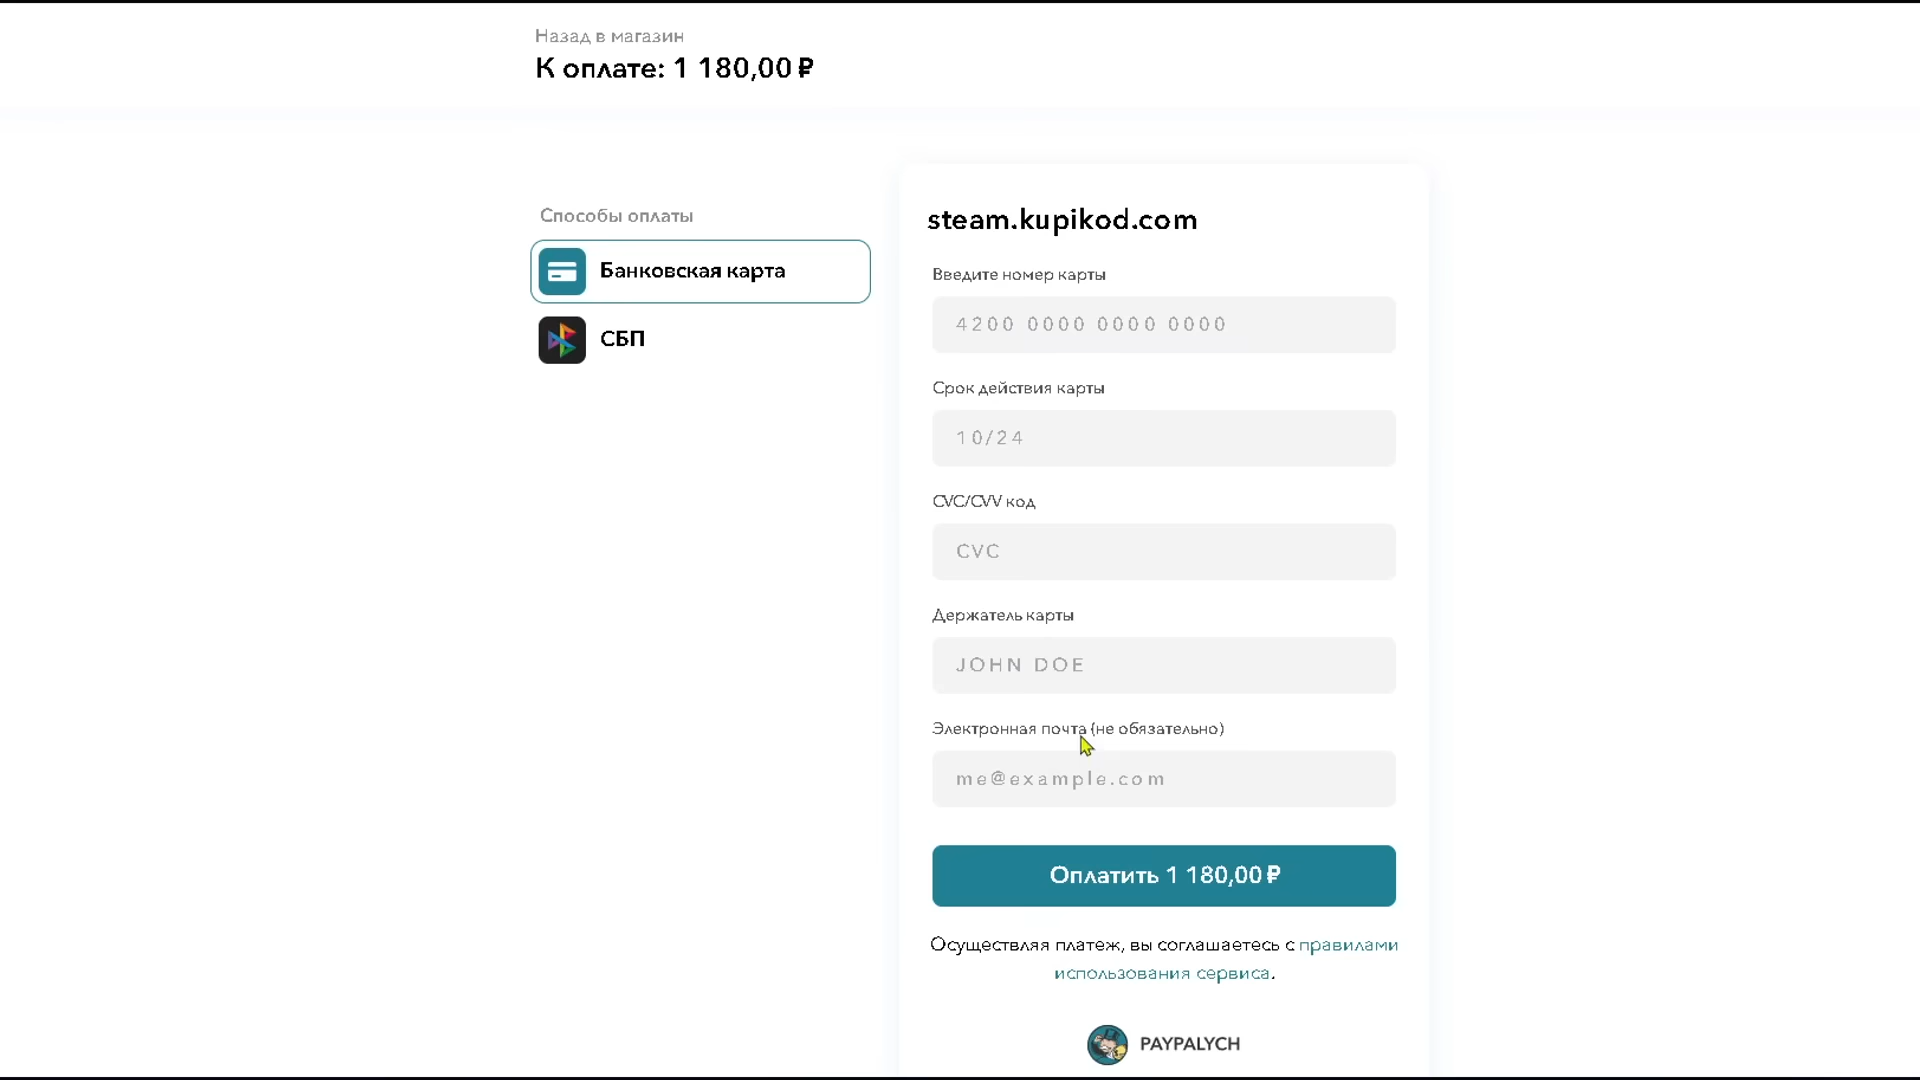 Назад в магазин
К оплате: 1 180,00 ₽
Способы оплаты
Банковская карта
СБП
steam.kupikod.com
Введите номер карты
4200 0000 0000 0000
Срок действия карты
10/24
CVC/CVV код
CVC
Держатель карты
JOHN DOE
Электронная почта (не обязательно)
me@example.com
Оплатить 1 180,00 ₽
Осуществляя платеж, вы соглашаетесь с правилами
использования сервиса.
PAYPALYCH